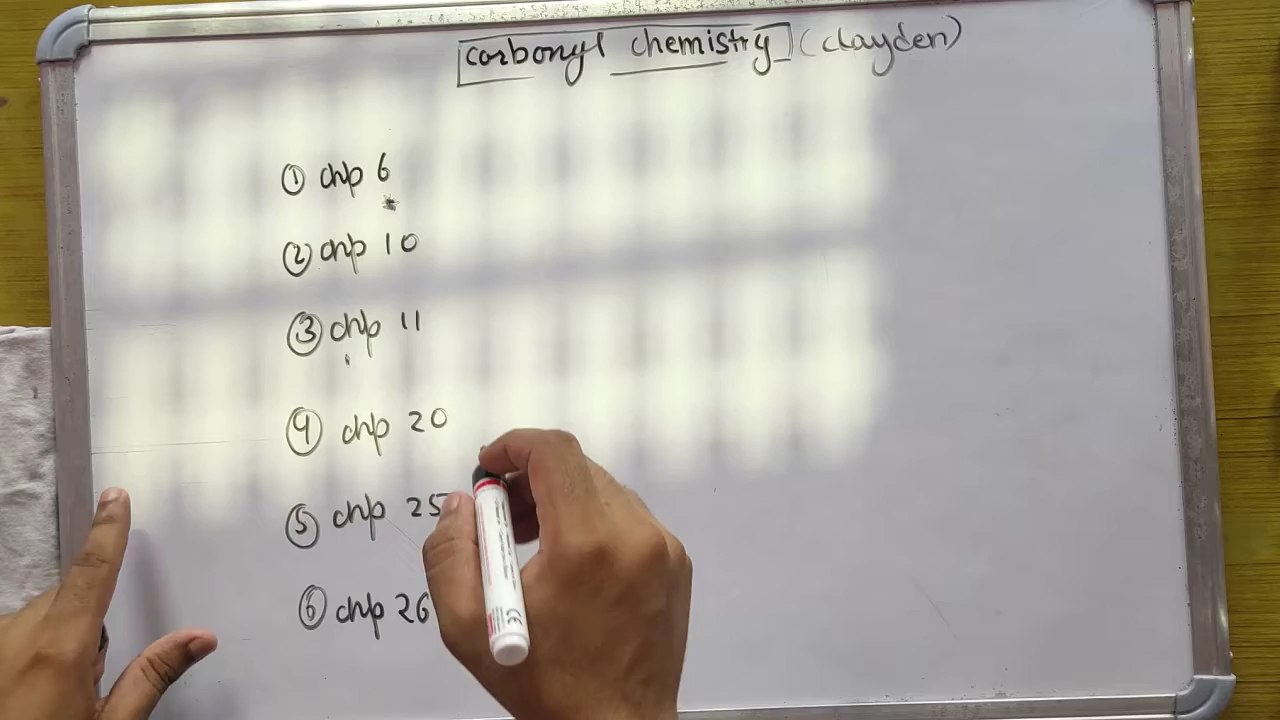 carbonyl chemistry (clayden)
① chp 6
② chp 10
③ chp 11
④ chp 20
⑤ chp 25
⑥ chp 26
CE